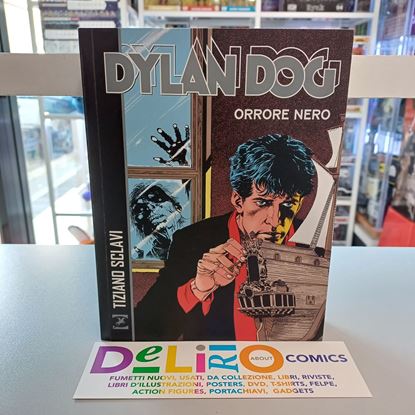 DYLAN DOG
ORRORE NERO
TIZIANO SCLAVI
DeLiRIO ABOUT COMICS
FUMETTI NUOVI, USATI, DA COLLEZIONE, LIBRI, RIVISTE,
LIBRI D'ILLUSTRAZIONI, POSTERS, DVD, T-SHIRTS, FELPE,
ACTION FIGURES, PORTACHIAVI, GADGETS